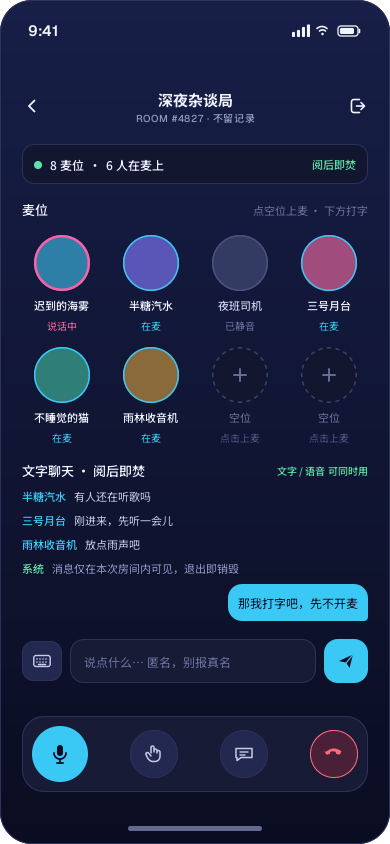 9:41
深夜杂谈局
ROOM #4827 · 不留记录
8 麦位 · 6 人在麦上
阅后即焚
麦位
点空位上麦 · 下方打字
迟到的海雾
半糖汽水
夜班司机
三号月台
说话中
在麦
已静音
在麦
不睡觉的猫
雨林收音机
空位
空位
在麦
在麦
点击上麦
点击上麦
文字聊天 · 阅后即焚
文字 / 语音 可同时用
半糖汽水 有人还在听歌吗
三号月台 刚进来，先听一会儿
雨林收音机 放点雨声吧
系统 消息仅在本次房间内可见，退出即销毁
那我打字吧，先不开麦
说点什么… 匿名，别报真名